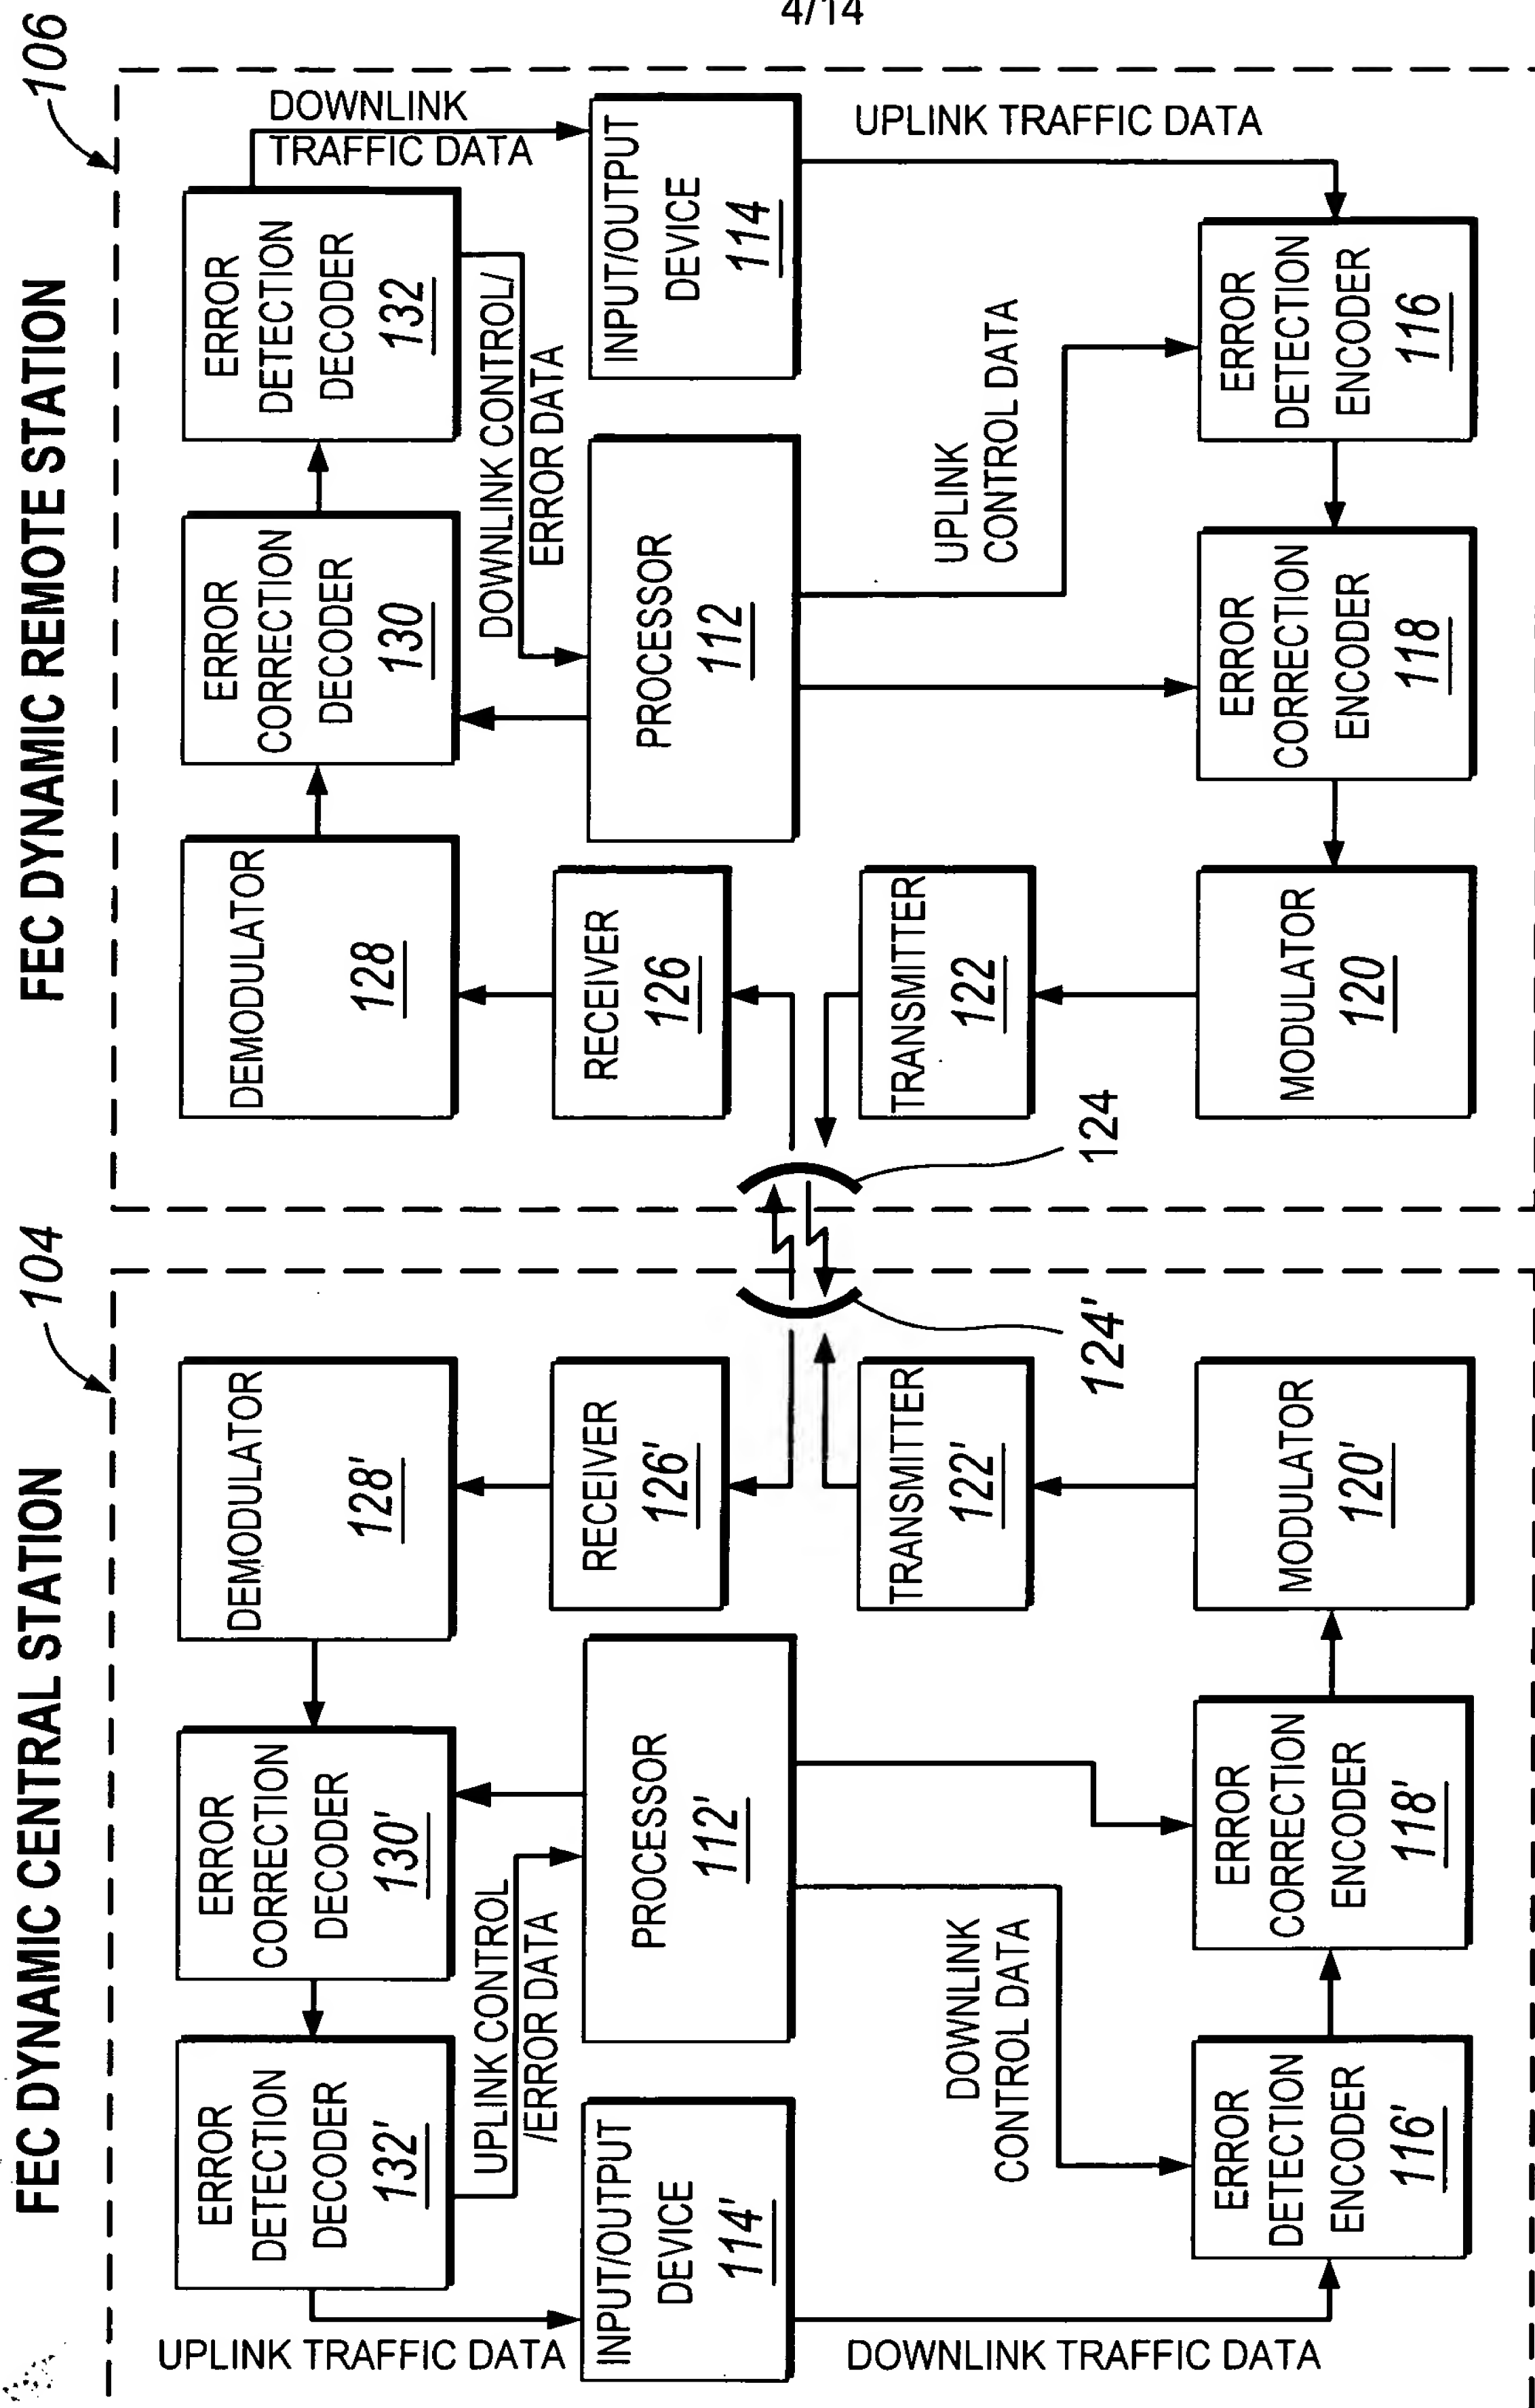 4/14
FEC DYNAMIC CENTRAL STATION
104
ERROR
DETECTION
DECODER
132'
ERROR
CORRECTION
DECODER
130'
DEMODULATOR
128'
UPLINK TRAFFIC DATA
UPLINK CONTROL
/ERROR DATA
INPUT/OUTPUT
DEVICE
114'
PROCESSOR
112'
RECEIVER
126'
TRANSMITTER
122'
124'
DOWNLINK TRAFFIC DATA
DOWNLINK
CONTROL DATA
ERROR
DETECTION
ENCODER
116'
ERROR
CORRECTION
ENCODER
118'
MODULATOR
120'
FEC DYNAMIC REMOTE STATION
106
DEMODULATOR
128
ERROR
CORRECTION
DECODER
130
ERROR
DETECTION
DECODER
132
DOWNLINK
TRAFFIC DATA
DOWNLINK CONTROL/
ERROR DATA
RECEIVER
126
PROCESSOR
112
INPUT/OUTPUT
DEVICE
114
TRANSMITTER
122
124
UPLINK
CONTROL DATA
UPLINK TRAFFIC DATA
MODULATOR
120
ERROR
CORRECTION
ENCODER
118
ERROR
DETECTION
ENCODER
116